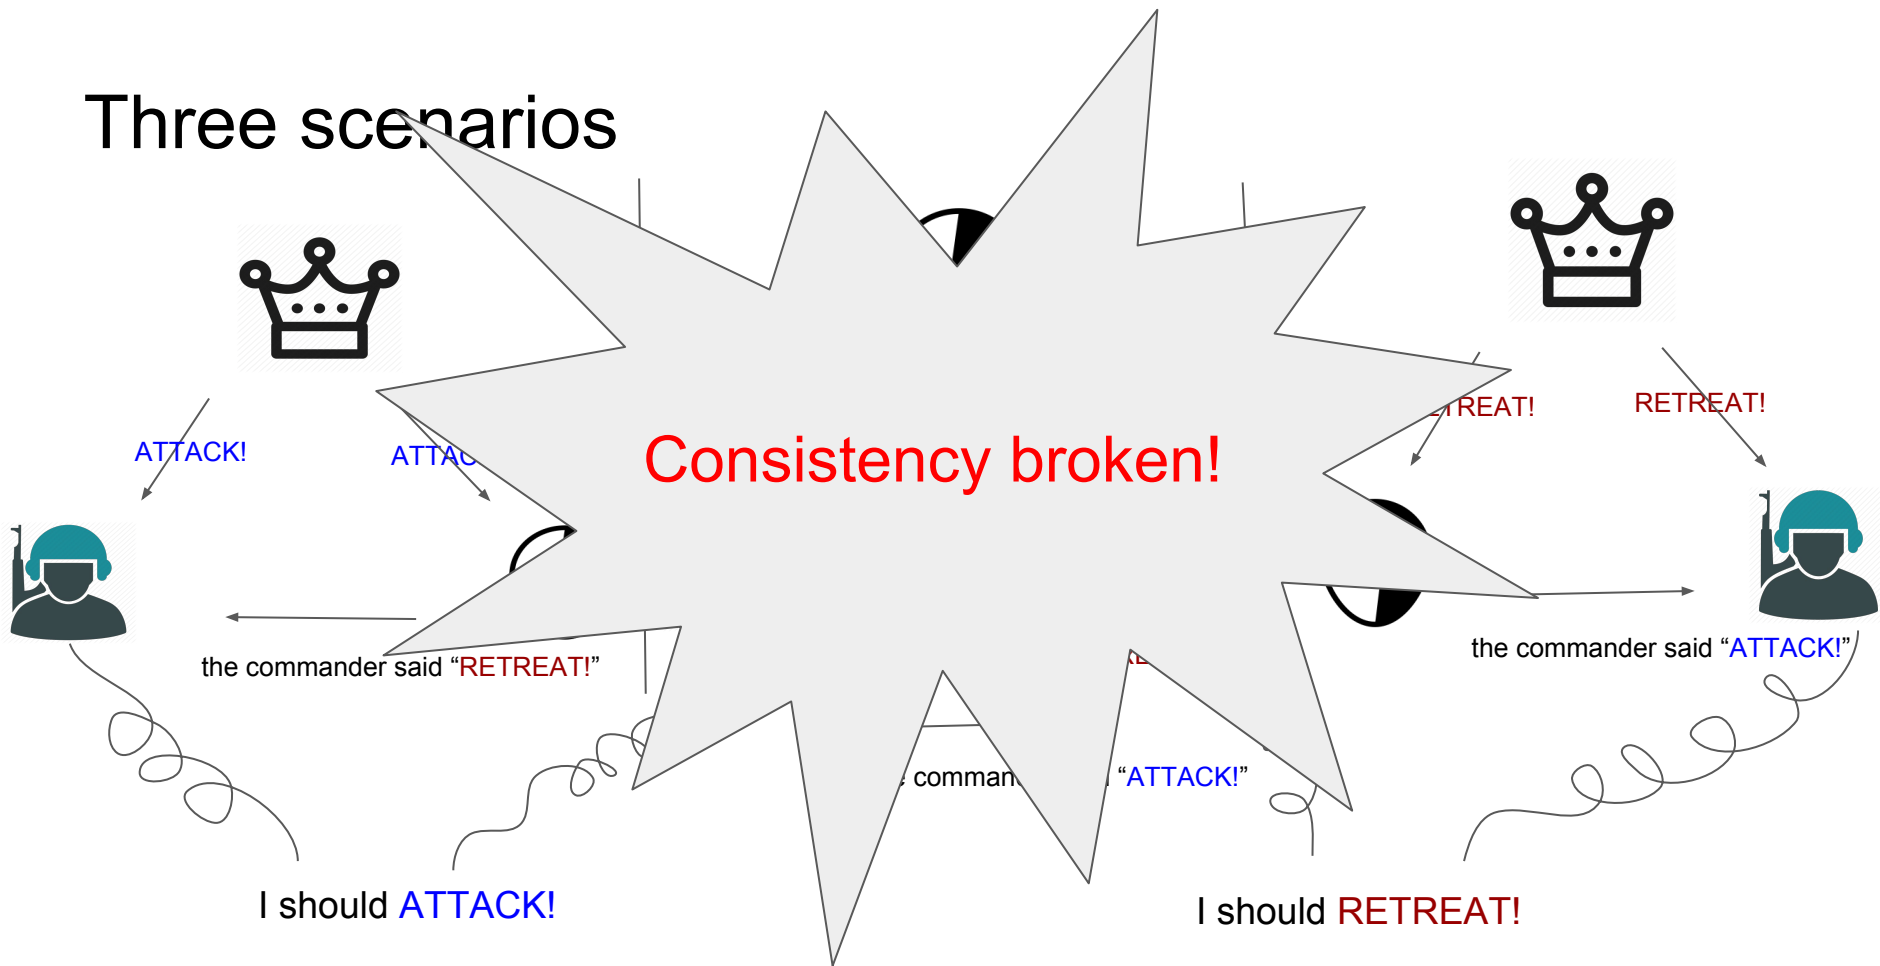 Three scenarios
ATTACK!
RETREAT!
RETREAT!
Consistency broken!
the commander said “RETREAT!”
the commander said “ATTACK!”
“ATTACK!”
I should ATTACK!
I should RETREAT!